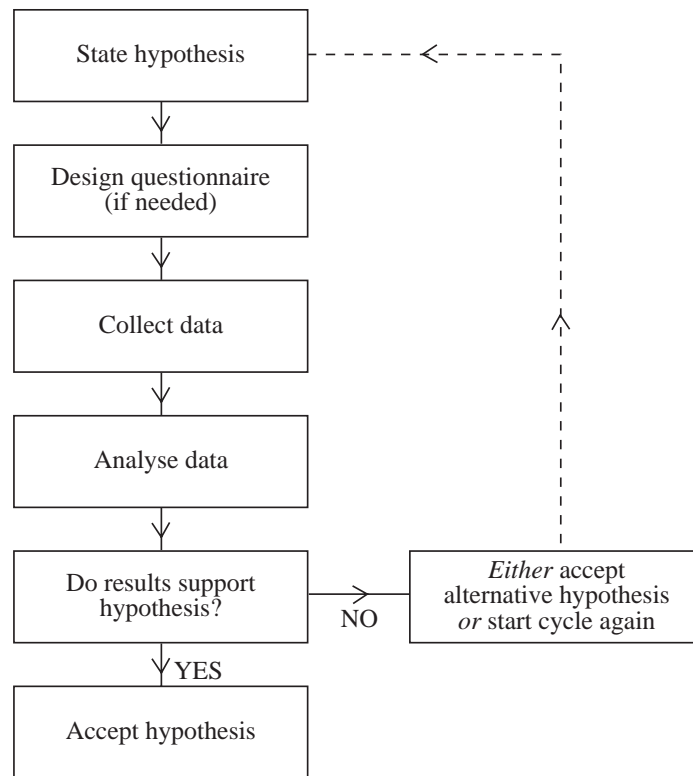 State hypothesis
Design questionnaire
(if needed)
Collect data
Analyse data
Do results support
hypothesis?
NO
Either accept
alternative hypothesis
or start cycle again
YES
Accept hypothesis